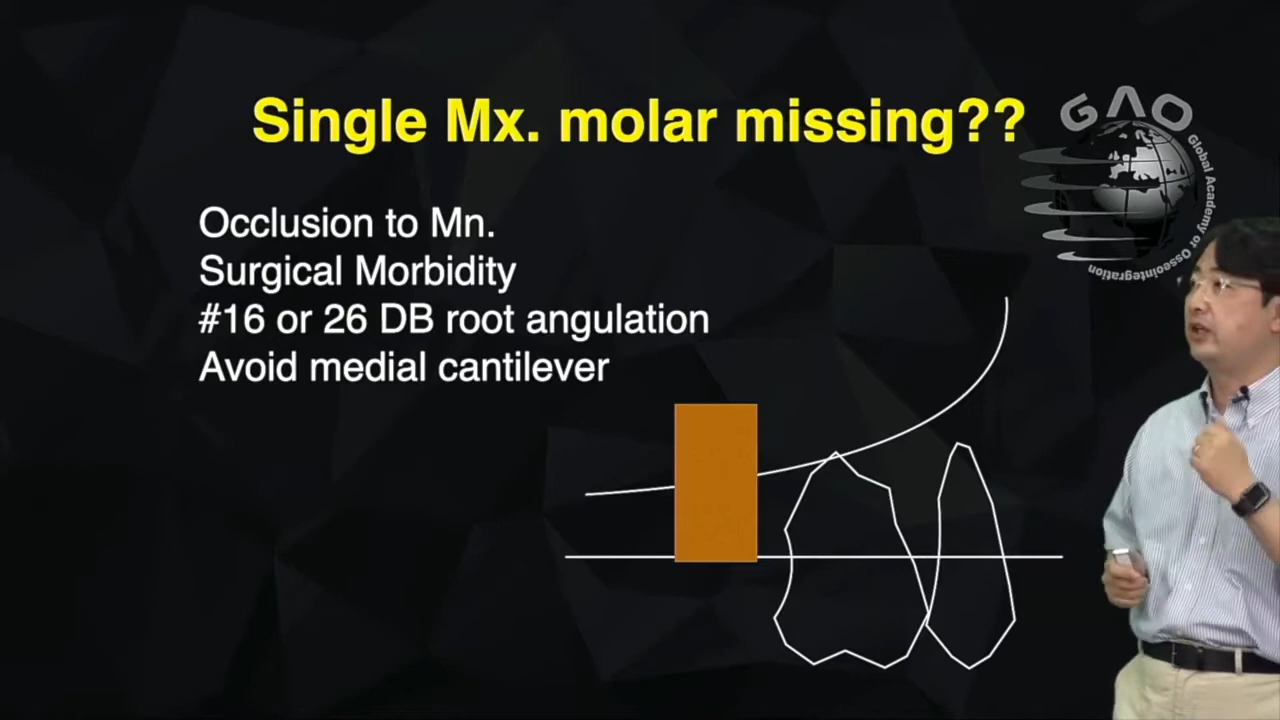 Single Mx. molar missing??
GAO
Global Academy or Osseointegration
Occlusion to Mn.
Surgical Morbidity
#16 or 26 DB root angulation
Avoid medial cantilever